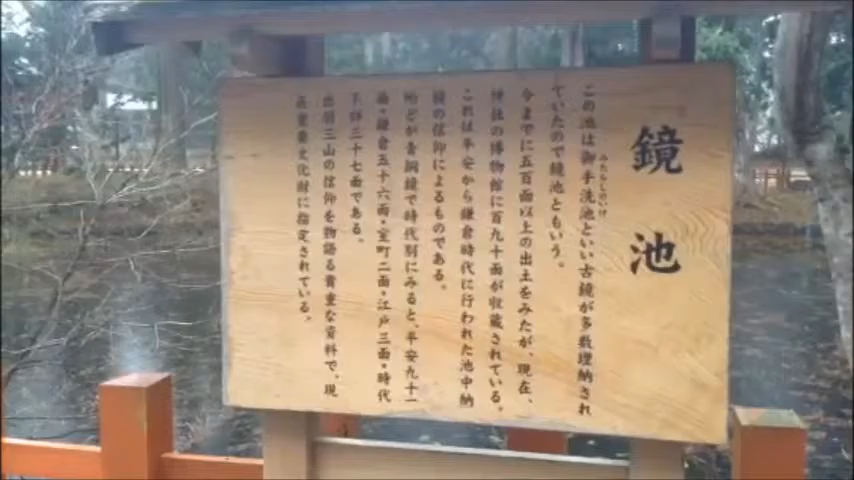 鏡池
この池は御手洗池といい古鏡が多数埋納され
みたらしのいけ
ていたので鏡池ともいう。
今までに五百面以上の出土をみたが、現在、
神社の博物館に百九十面が収蔵されている。
これは平安から鎌倉時代に行われた池中納
鏡の信仰によるものである。
殆どが青銅鏡で時代別にみると、平安九十一
面・鎌倉五十六面・室町二面・江戸三面・時代
不詳三十七面である。
出羽三山の信仰を物語る貴重な資料で、現
在重要文化財に指定されている。